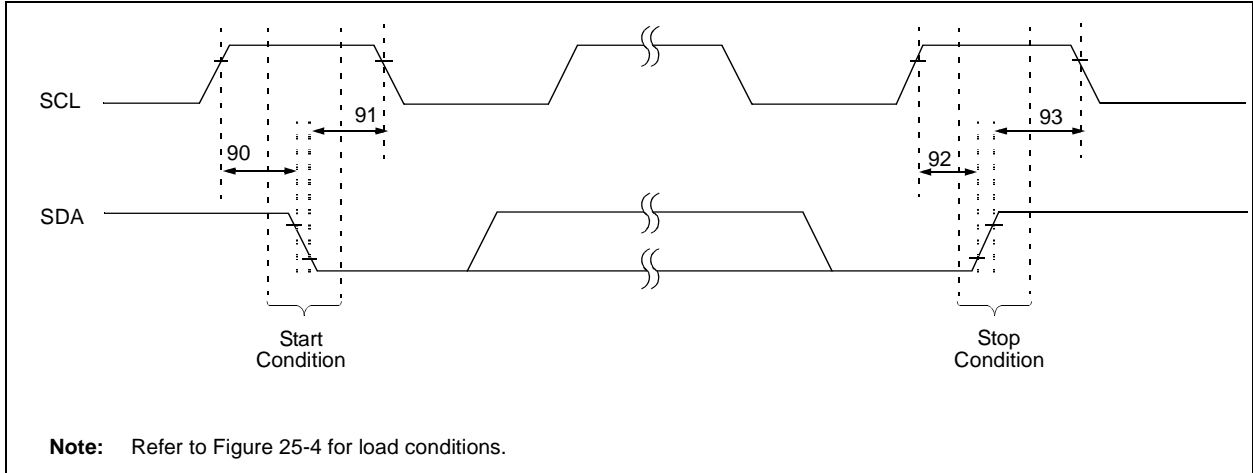 SCL
91
93
90
92
SDA
Start
Condition
Stop
Condition
Note: Refer to Figure 25-4 for load conditions.